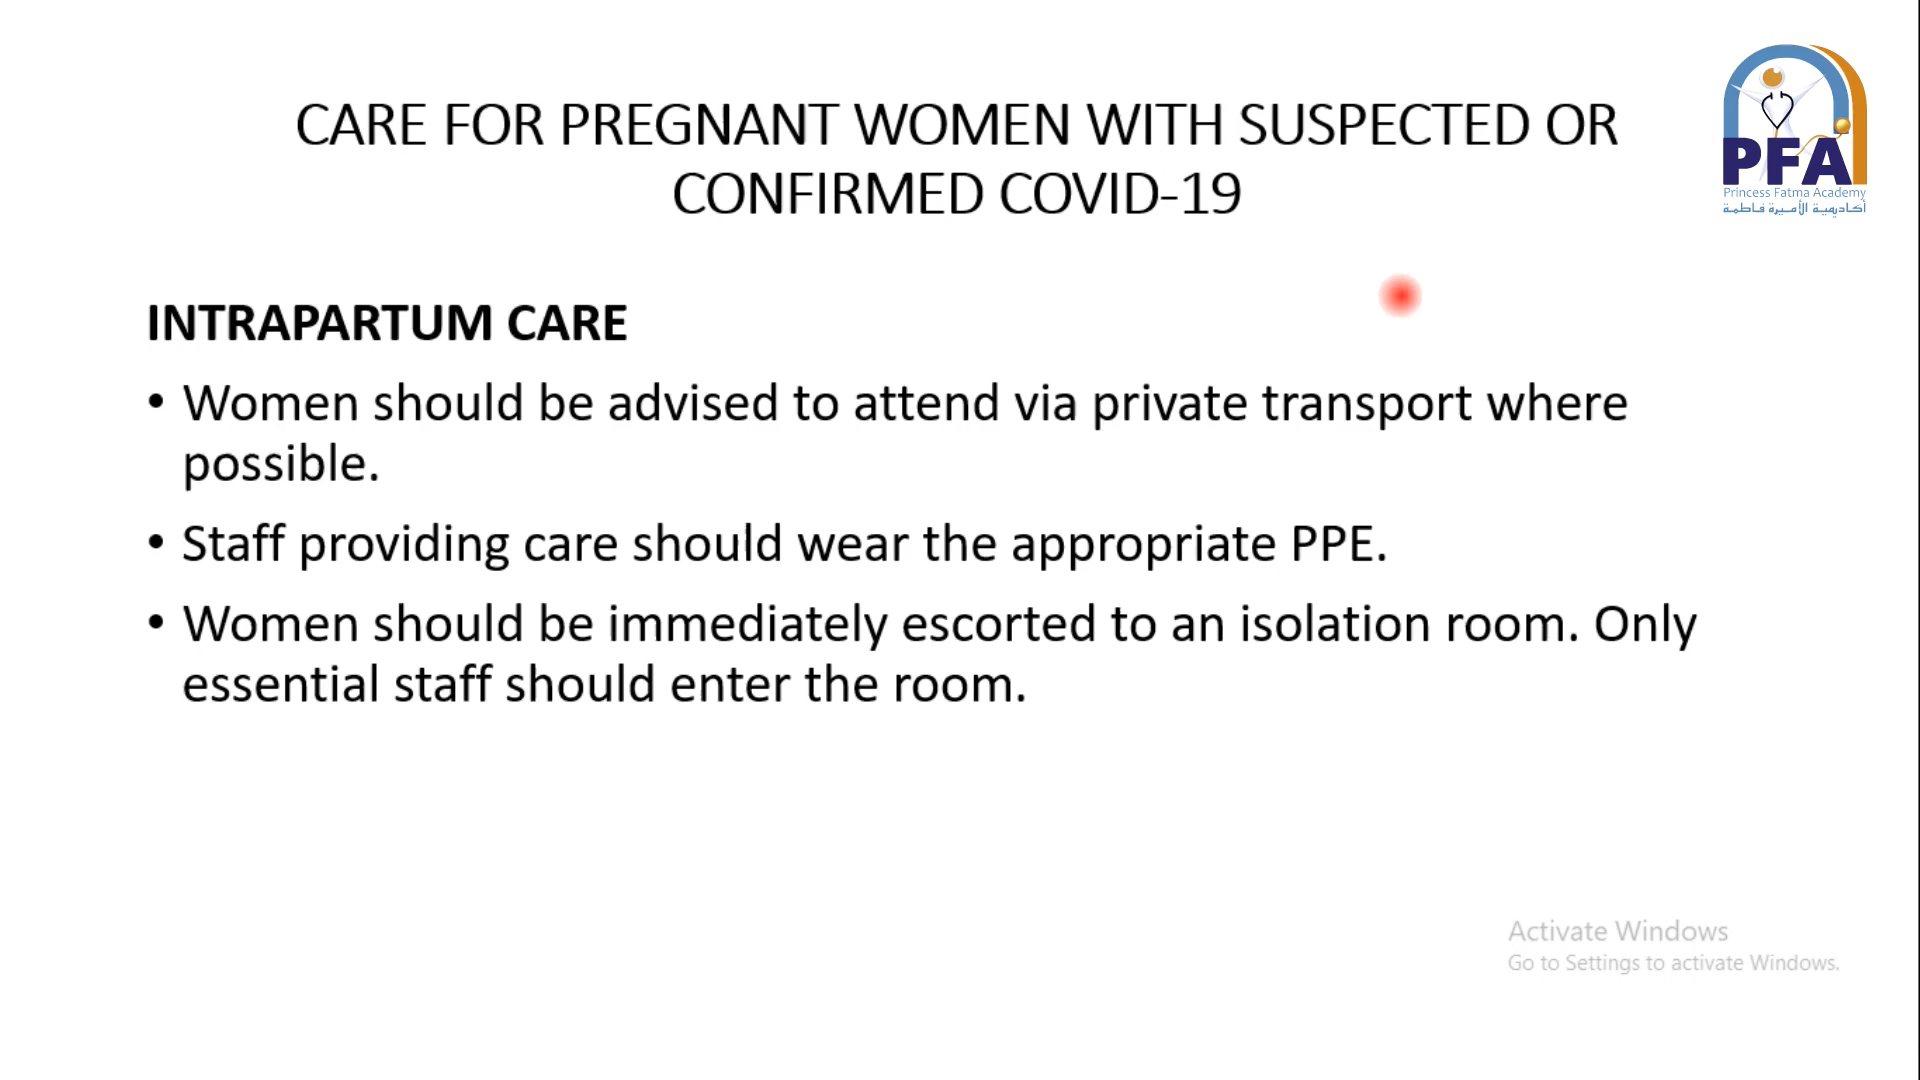 CARE FOR PREGNANT WOMEN WITH SUSPECTED OR
CONFIRMED COVID-19
PFA
Princess Fatma Academy
أكاديمية الأميرة فاطمة
INTRAPARTUM CARE
• Women should be advised to attend via private transport where
possible.
• Staff providing care should wear the appropriate PPE.
• Women should be immediately escorted to an isolation room. Only
essential staff should enter the room.
Activate Windows
Go to Settings to activate Windows.